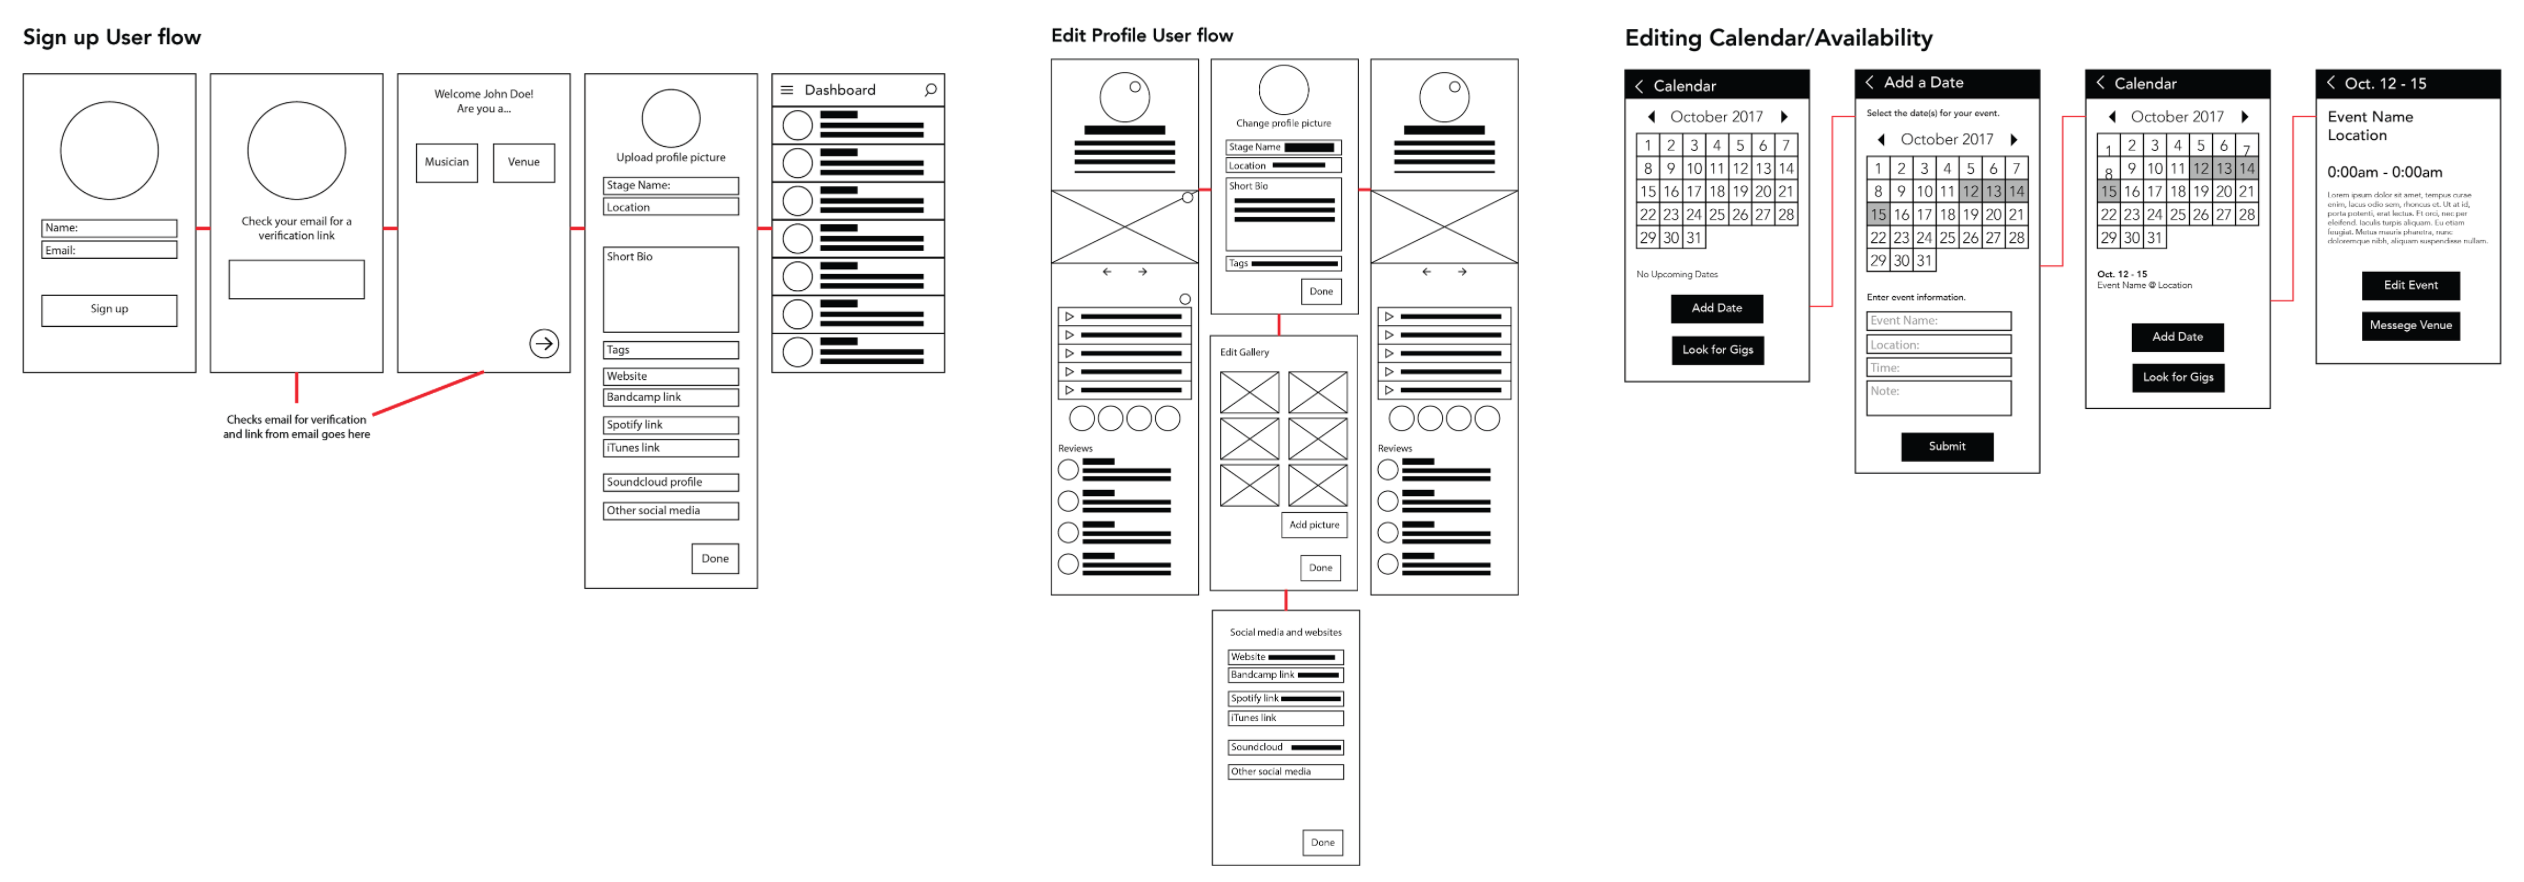 Sign up User flow
Name:
Email:
Sign up
Check your email for a
verification link
Checks email for verification
and link from email goes here
Welcome John Doe!
Are you a...
Musician
Venue
Upload profile picture
Stage Name:
Location
Short Bio
Tags
Website
Bandcamp link
Spotify link
iTunes link
Soundcloud profile
Other social media
Done
Dashboard
Edit Profile User flow
Reviews
Change profile picture
Stage Name
Location
Short Bio
Tags
Done
Edit Gallery
Add picture
Done
Social media and websites
Website
Bandcamp link
Spotify link
iTunes link
Soundcloud
Other social media
Done
Reviews
Editing Calendar/Availability
Calendar
October 2017
1 2 3 4 5 6 7
8 9 10 11 12 13 14
15 16 17 18 19 20 21
22 23 24 25 26 27 28
29 30 31
No Upcoming Dates
Add Date
Look for Gigs
Add a Date
Select the date(s) for your event.
October 2017
1 2 3 4 5 6 7
8 9 10 11 12 13 14
15 16 17 18 19 20 21
22 23 24 25 26 27 28
29 30 31
Enter event information.
Event Name:
Location:
Time:
Note:
Submit
Calendar
October 2017
1 2 3 4 5 6 7
8 9 10 11 12 13 14
15 16 17 18 19 20 21
22 23 24 25 26 27 28
29 30 31
Oct. 12 - 15
Event Name @ Location
Add Date
Look for Gigs
Oct. 12 - 15
Event Name
Location
0:00am - 0:00am
Lorem ipsum dolor sit amet, tempus curae
enim, lacus odio sem, rhoncus et. Ut at id,
porta potenti, erat lectus. Et orci, nec per
eleifend. Iaculis turpis aliquam. Eu etiam
feugiat. Metus mauris pharetra, nunc
doloremque nibh, aliquam suspendisse nullam.
Edit Event
Messege Venue